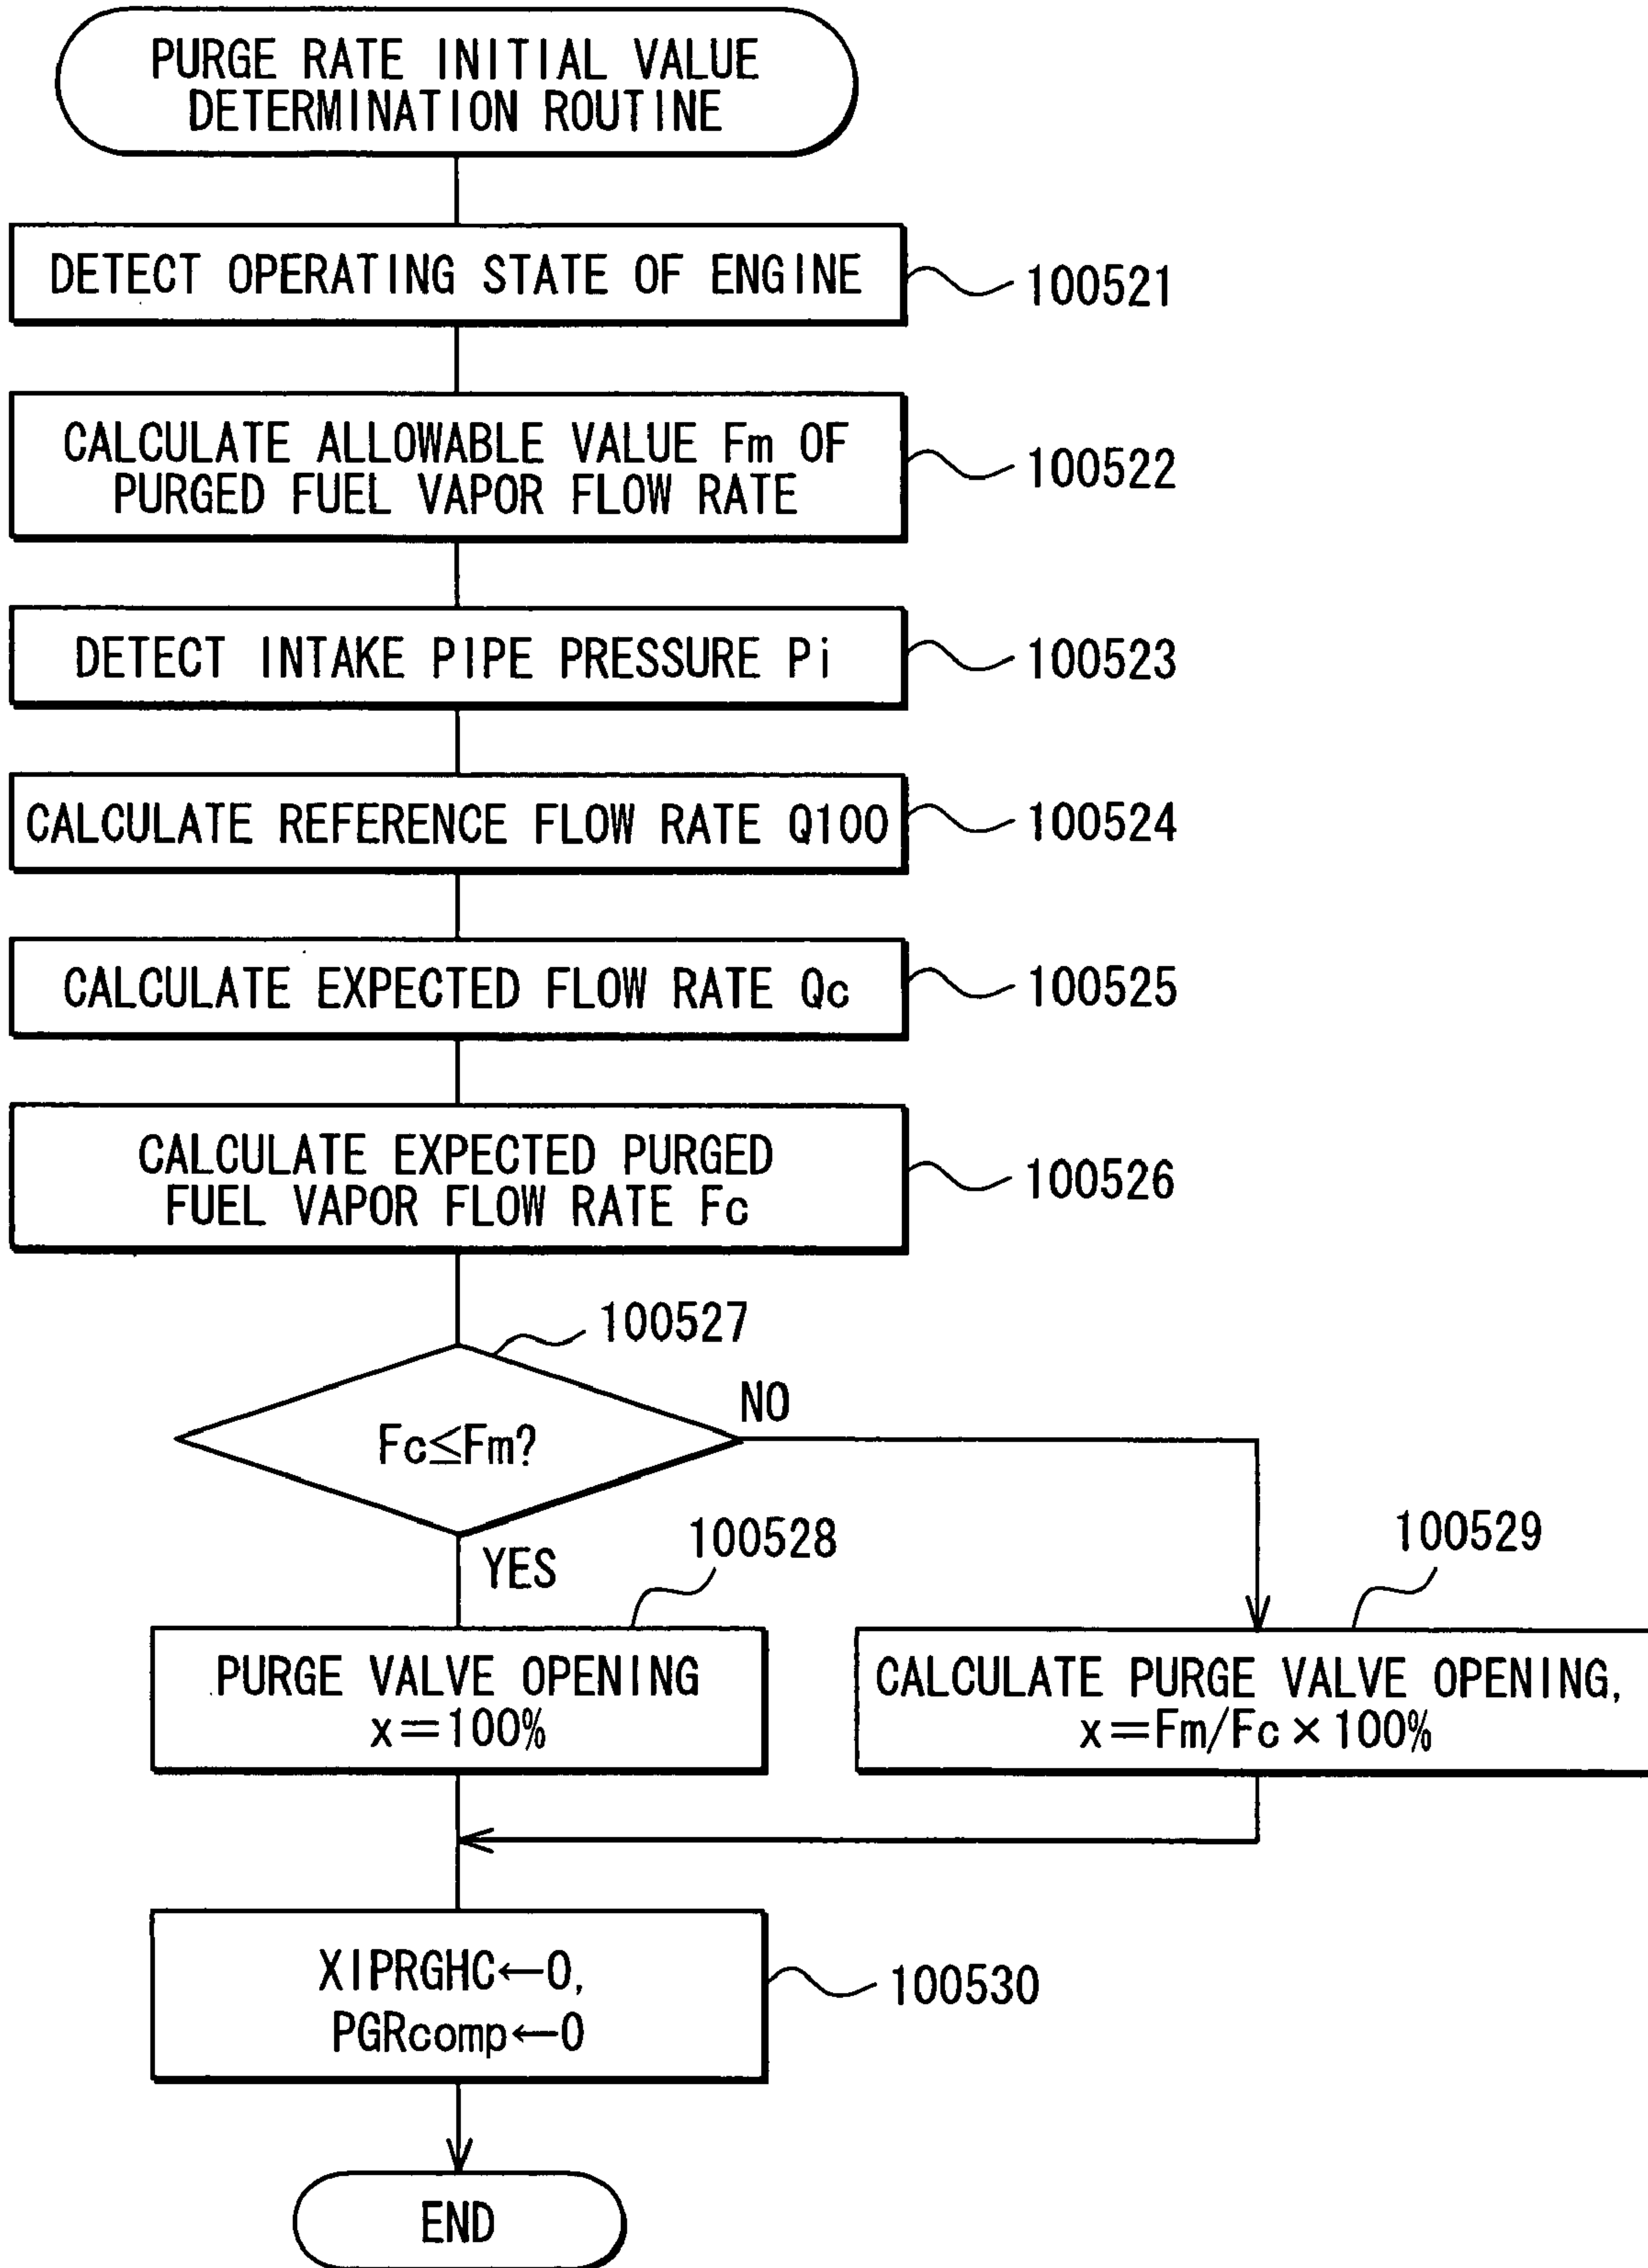 PURGE RATE INITIAL VALUE
DETERMINATION ROUTINE
DETECT OPERATING STATE OF ENGINE
100521
CALCULATE ALLOWABLE VALUE Fm OF
PURGED FUEL VAPOR FLOW RATE
100522
DETECT INTAKE PIPE PRESSURE Pi
100523
CALCULATE REFERENCE FLOW RATE Q100
100524
CALCULATE EXPECTED FLOW RATE Qc
100525
CALCULATE EXPECTED PURGED
FUEL VAPOR FLOW RATE Fc
100526
100527
Fc≦Fm?
NO
YES
100528
PURGE VALVE OPENING
x=100%
100529
CALCULATE PURGE VALVE OPENING,
x=Fm/Fc×100%
XIPRGHC←0,
PGRcomp←0
100530
END